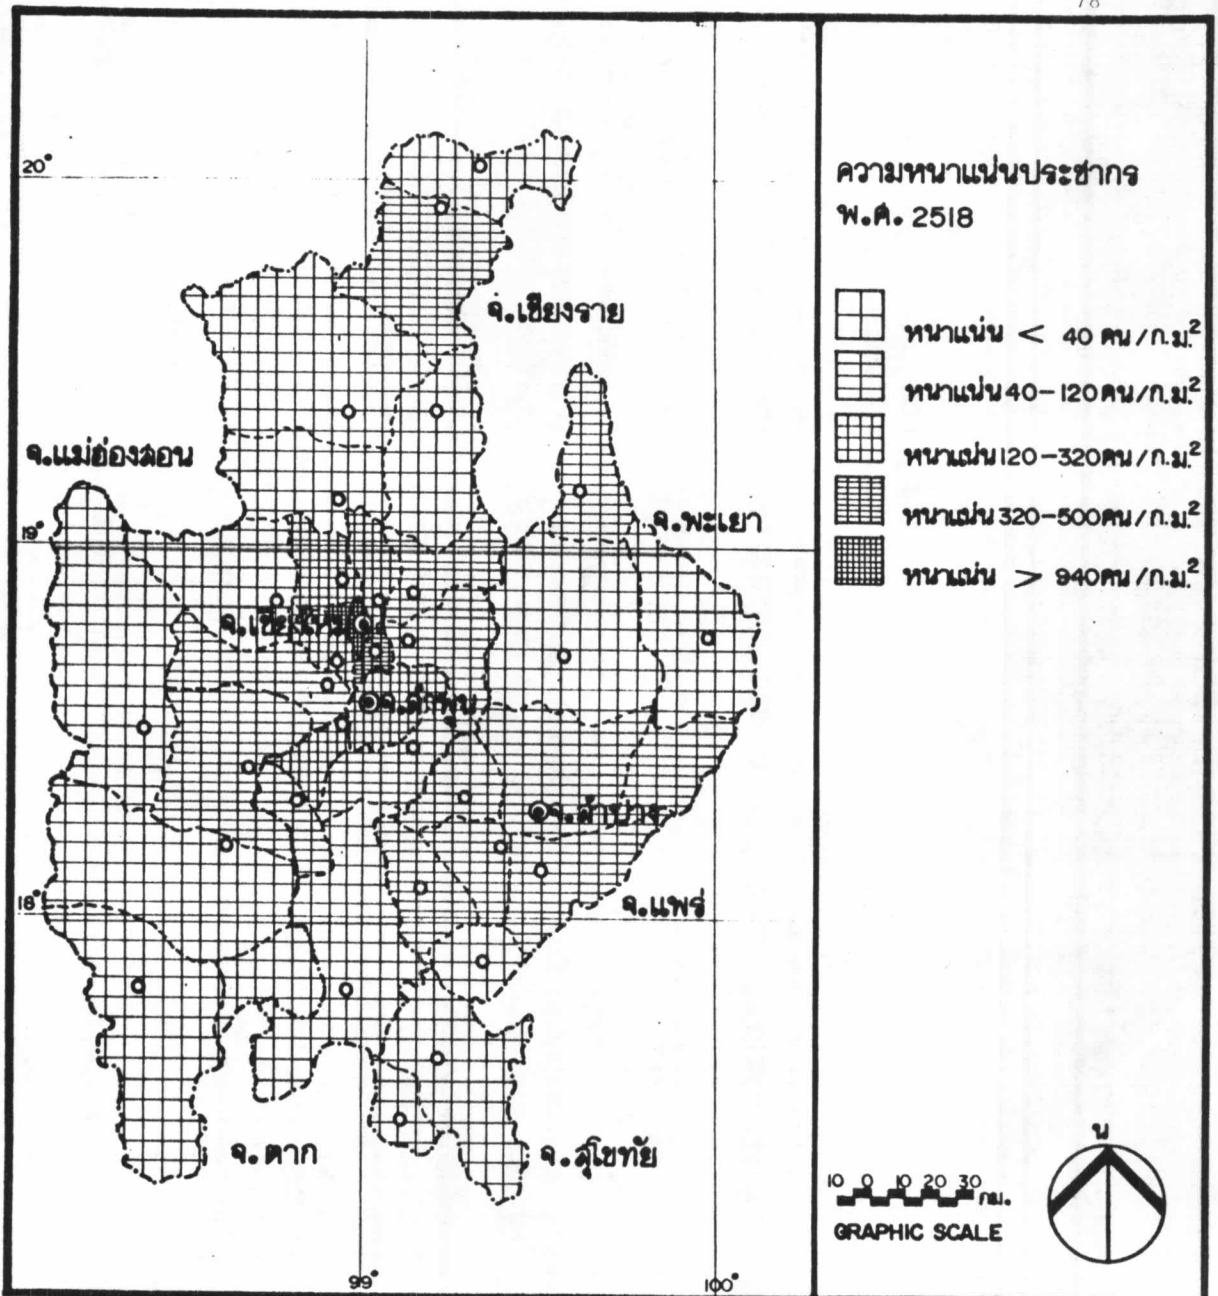 78
ความหนาแน่นประชากร
พ.ศ. 2518
หนาแน่น < 40 คน/ก.ม.²
หนาแน่น 40-120 คน/ก.ม.²
หนาแน่น 120-320 คน/ก.ม.²
หนาแน่น 320-500 คน/ก.ม.²
หนาแน่น > 940 คน/ก.ม.²
20°
จ.เชียงราย
จ.แม่ฮ่องสอน
จ.พะเยา
19°
จ.เชียงใหม่
จ.ลำพูน
จ.ลำปาง
18°
จ.แพร่
จ.ตาก
จ.สุโขทัย
น
10 0 10 20 30 กม.
GRAPHIC SCALE
99°
100°